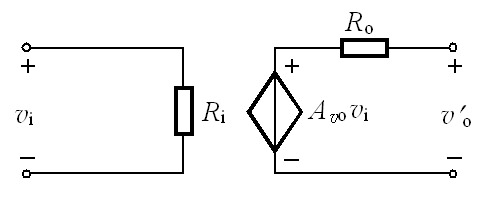 Rₒ
+ + +
vᵢ Rᵢ Aᵥₒvᵢ v′ₒ
− − −